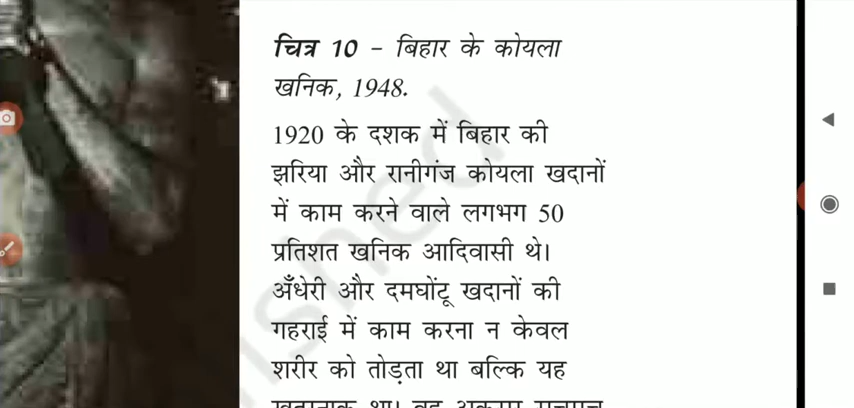 चित्र 10 – बिहार के कोयला
खनिक, 1948.
1920 के दशक में बिहार की
झरिया और रानीगंज कोयला खदानों
में काम करने वाले लगभग 50
प्रतिशत खनिक आदिवासी थे।
अँधेरी और दमघोंटू खदानों की
गहराई में काम करना न केवल
शरीर को तोड़ता था बल्कि यह